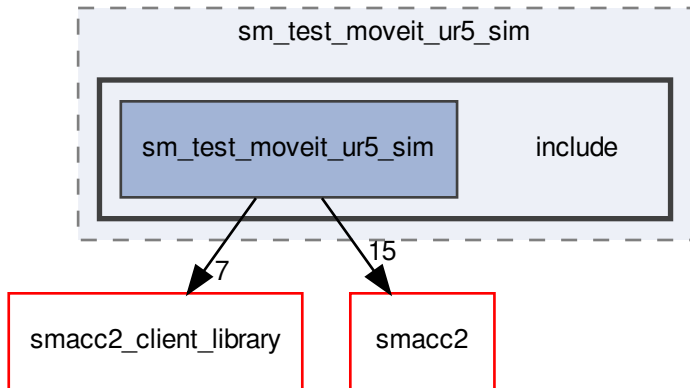 sm_test_moveit_ur5_sim
sm_test_moveit_ur5_sim
include
7
15
smacc2_client_library
smacc2